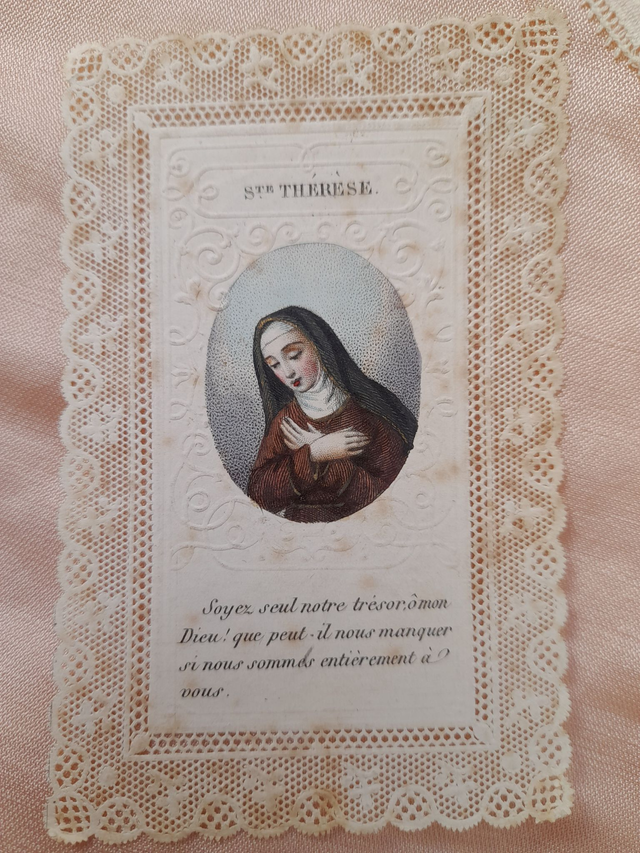 STE THÉRÈSE.
Soyez seul notre trésor, ô mon
Dieu! que peut-il nous manquer
si nous sommes entièrement à
vous.